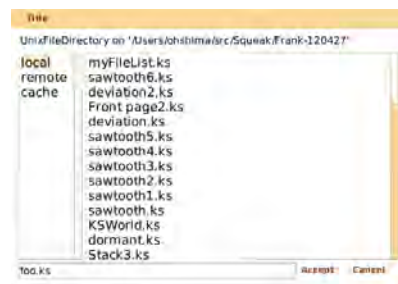 Title
UnixFileDirectory on '/Users/ohshima/src/Squeak/Frank-120427'
local
remote
cache
myFileList.ks
sawtooth6.ks
deviation2.ks
Front page2.ks
deviation.ks
sawtooth5.ks
sawtooth4.ks
sawtooth3.ks
sawtooth2.ks
sawtooth1.ks
sawtooth.ks
KSWorld.ks
dormant.ks
Stack3.ks
foo.ks
Accept Cancel